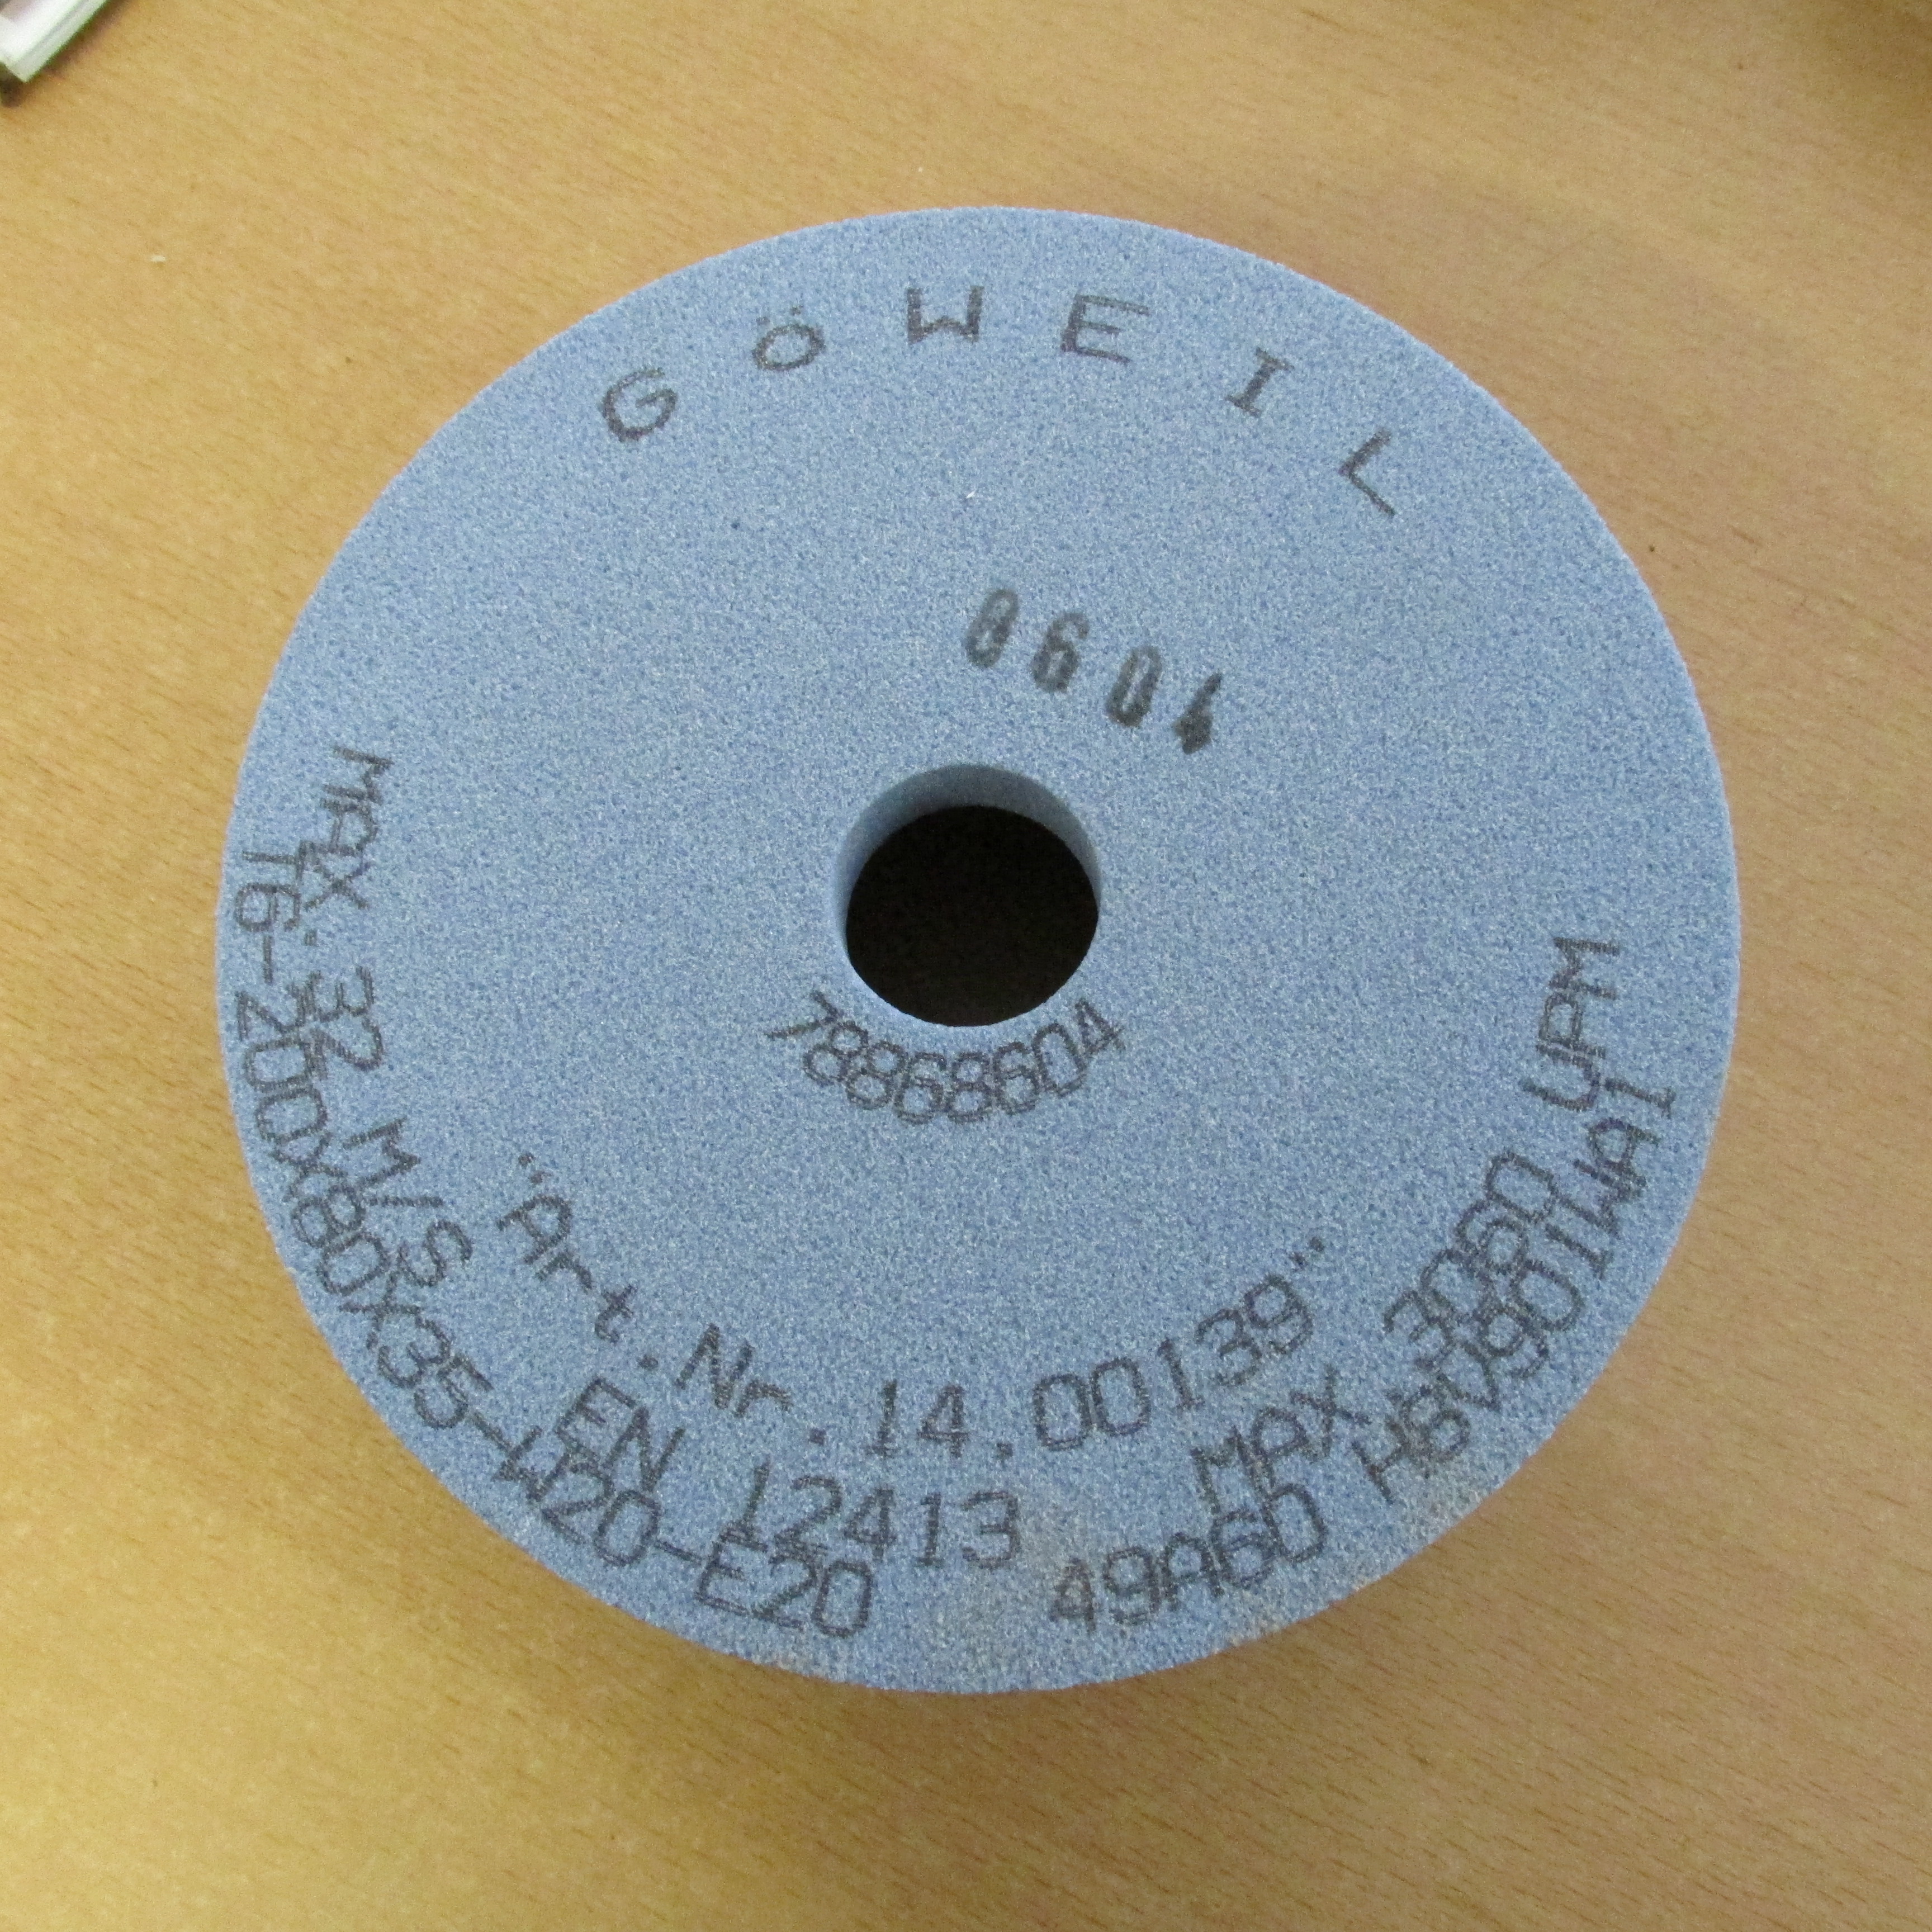 GÖWEIL
8604
78868604
"Art.Nr.14.00139"
MAX. 32 M/S EN 12413 MAX 3060 UPM
T6-200X80X35-W20-E20 49A60 H8V901WA1